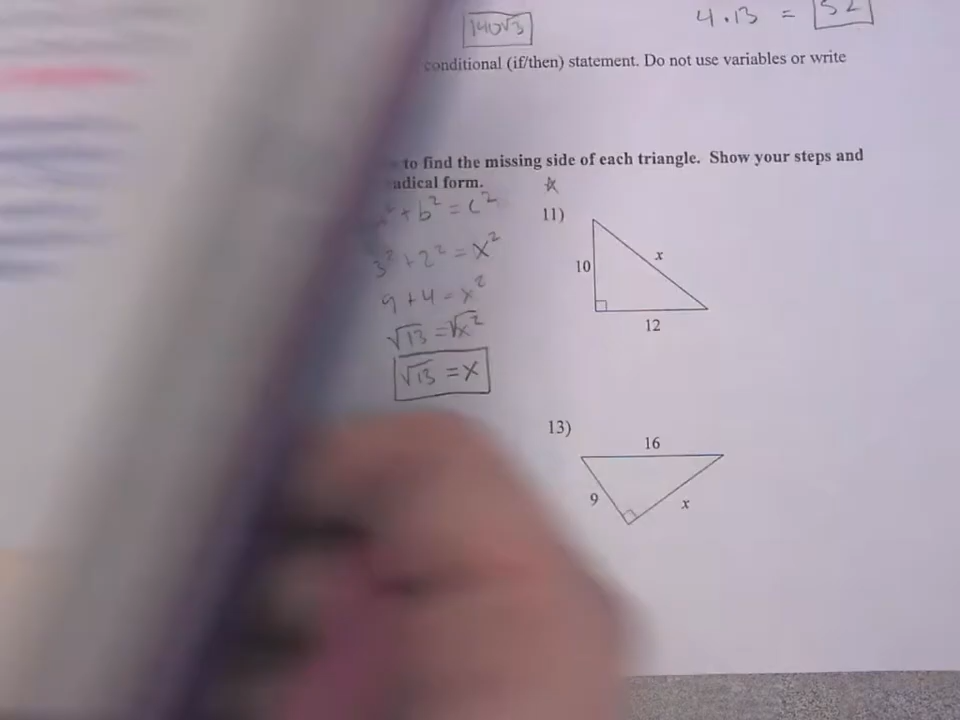 140√3
4 · 13 = 52
conditional (if/then) statement. Do not use variables or write
to find the missing side of each triangle. Show your steps and
adical form.
+ b² = c²
3² + 2² = x²
9 + 4 = x²
√13 = √x²
√13 = x
11)
10
x
12
13)
16
9
x